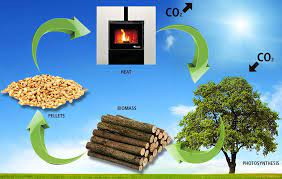 CO₂
HEAT
CO₂
BIOMASS
PELLETS
PHOTOSYNTHESIS